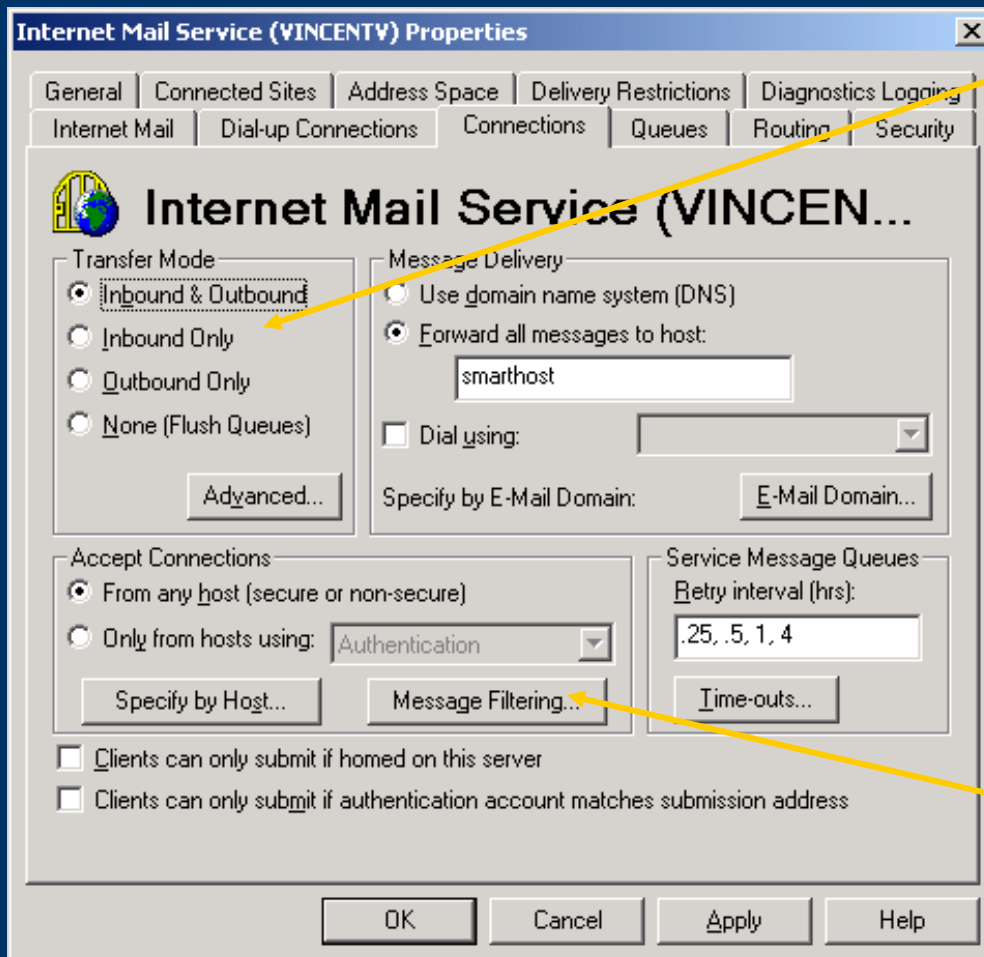 Internet Mail Service (VINCENTV) Properties
General Connected Sites Address Space Delivery Restrictions Diagnostics Logging
Internet Mail Dial-up Connections Connections Queues Routing Security
Internet Mail Service (VINCEN...
Transfer Mode
Inbound & Outbound
Inbound Only
Outbound Only
None (Flush Queues)
Advanced...
Message Delivery
Use domain name system (DNS)
Forward all messages to host:
smarthost
Dial using:
Specify by E-Mail Domain: E-Mail Domain...
Accept Connections
From any host (secure or non-secure)
Only from hosts using: Authentication
Specify by Host... Message Filtering...
Service Message Queues
Retry interval (hrs):
.25, .5, 1, 4
Time-outs...
Clients can only submit if homed on this server
Clients can only submit if authentication account matches submission address
OK Cancel Apply Help